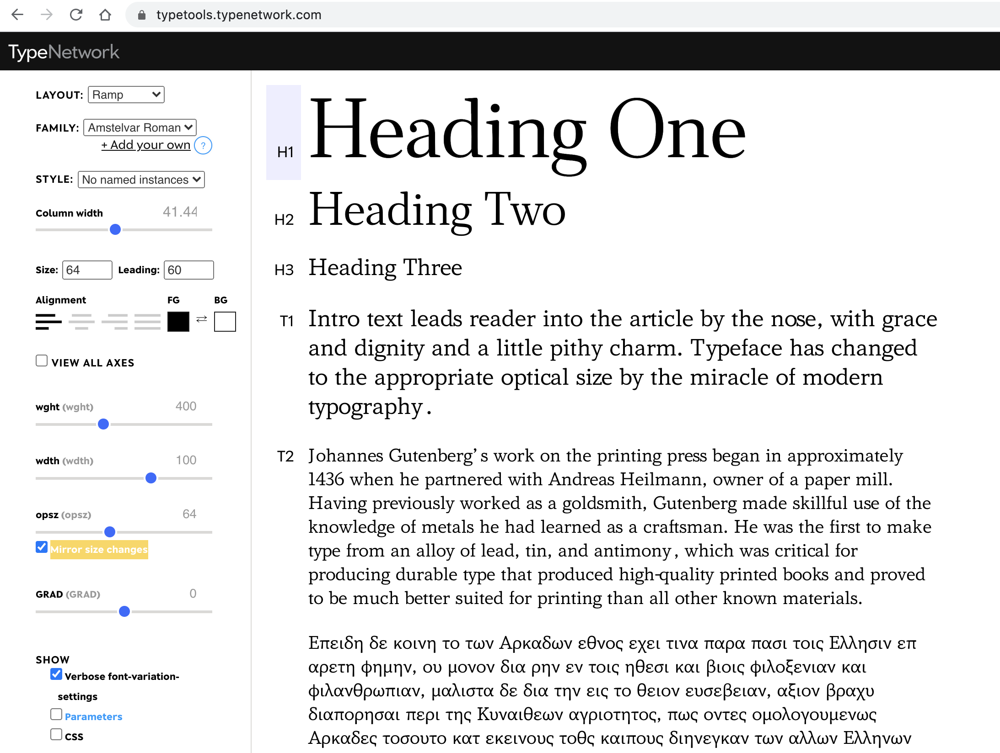 typetools.typenetwork.com
TypeNetwork
LAYOUT: Ramp
FAMILY: Amstelvar Roman
+ Add your own ?
STYLE: No named instances
Column width 41.44
Size: 64 Leading: 60
Alignment FG BG
VIEW ALL AXES
wght (wght) 400
wdth (wdth) 100
opsz (opsz) 64
Mirror size changes
GRAD (GRAD) 0
SHOW
Verbose font-variation-
settings
Parameters
CSS
H1 Heading One
H2 Heading Two
H3 Heading Three
T1 Intro text leads reader into the article by the nose, with grace
and dignity and a little pithy charm. Typeface has changed
to the appropriate optical size by the miracle of modern
typography.
T2 Johannes Gutenberg’s work on the printing press began in approximately
1436 when he partnered with Andreas Heilmann, owner of a paper mill.
Having previously worked as a goldsmith, Gutenberg made skillful use of the
knowledge of metals he had learned as a craftsman. He was the first to make
type from an alloy of lead, tin, and antimony, which was critical for
producing durable type that produced high-quality printed books and proved
to be much better suited for printing than all other known materials.
Επειδη δε κοινη το των Αρκαδων εθνος εχει τινα παρα πασι τοις Ελλησιν επ
αρετη φημην, ου μονον δια ρην εν τοις ηθεσι και βιοις φιλοξενιαν και
φιλανθρωπιαν, μαλιστα δε δια την εις το θειον ευσεβειαν, αξιον βραχυ
διαπορησαι περι της Κυναιθεων αγριοτητος, πως οντες ομολογουμενως
Αρκαδες τοσουτο κατ εκεινους τοθς καιπους διηνεγκαν των αλλων Ελληνων